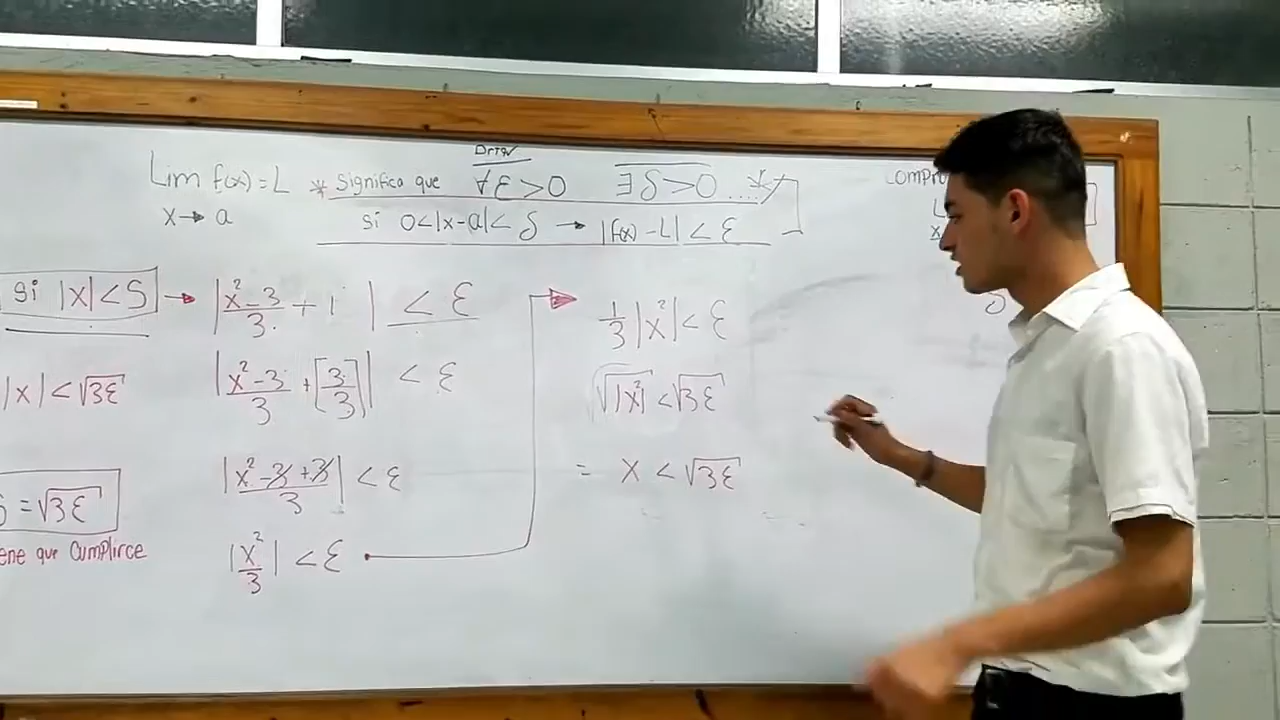 Lim f(x) = L * significa que ∀ε>0 ∃δ>0 ....*
x→a si 0<|x-a|<δ → |f(x)-L|<ε
Compro
si |x|<δ → |x²-3/3 + 1| < ε
|x²-3/3 + [3/3]| < ε
|x²-3+3/3| < ε
|x²/3| < ε
|x| < √3ε
δ = √3ε
ene que Cumplirce
1/3|x²| < ε
√|x²| < √3ε
= x < √3ε